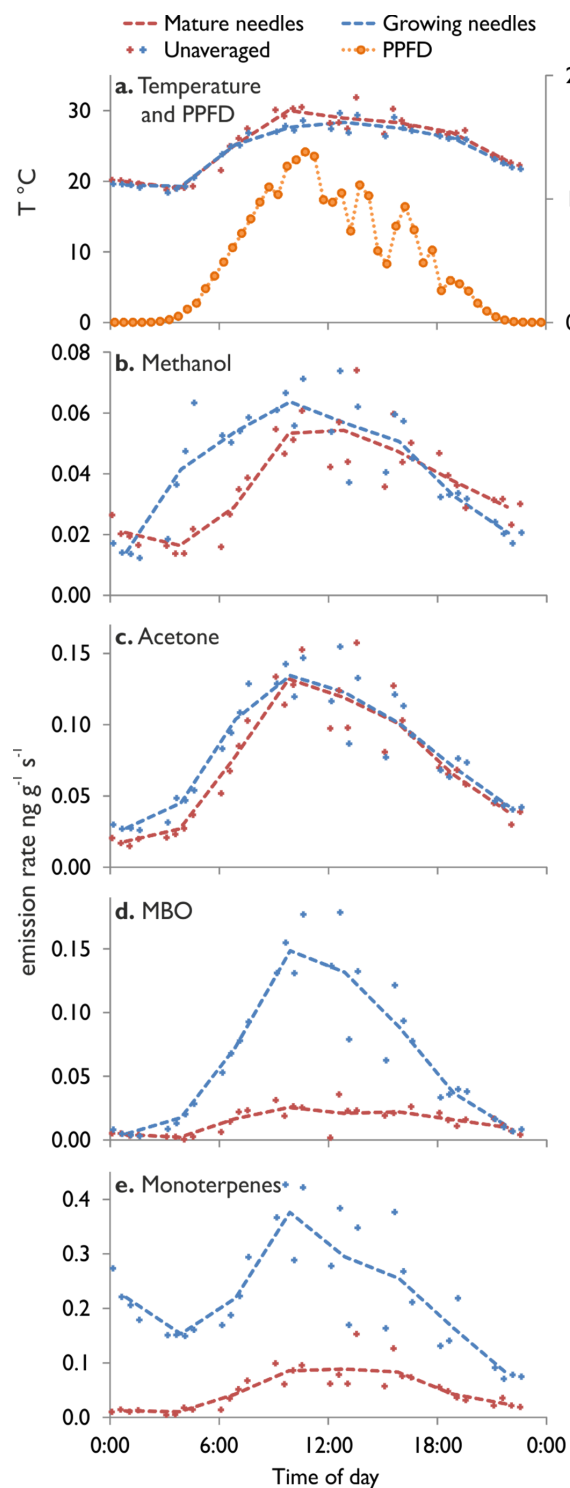 Mature needles
Growing needles
Unaveraged
PPFD
a. Temperature
and PPFD
2
30
20
10
0
T °C
0
b. Methanol
0.08
0.06
0.04
0.02
0.00
c. Acetone
0.15
0.10
0.05
0.00
emission rate ng g⁻¹ s⁻¹
d. MBO
0.15
0.10
0.05
0.00
e. Monoterpenes
0.4
0.3
0.2
0.1
0.0
0:00
6:00
12:00
18:00
0:00
Time of day